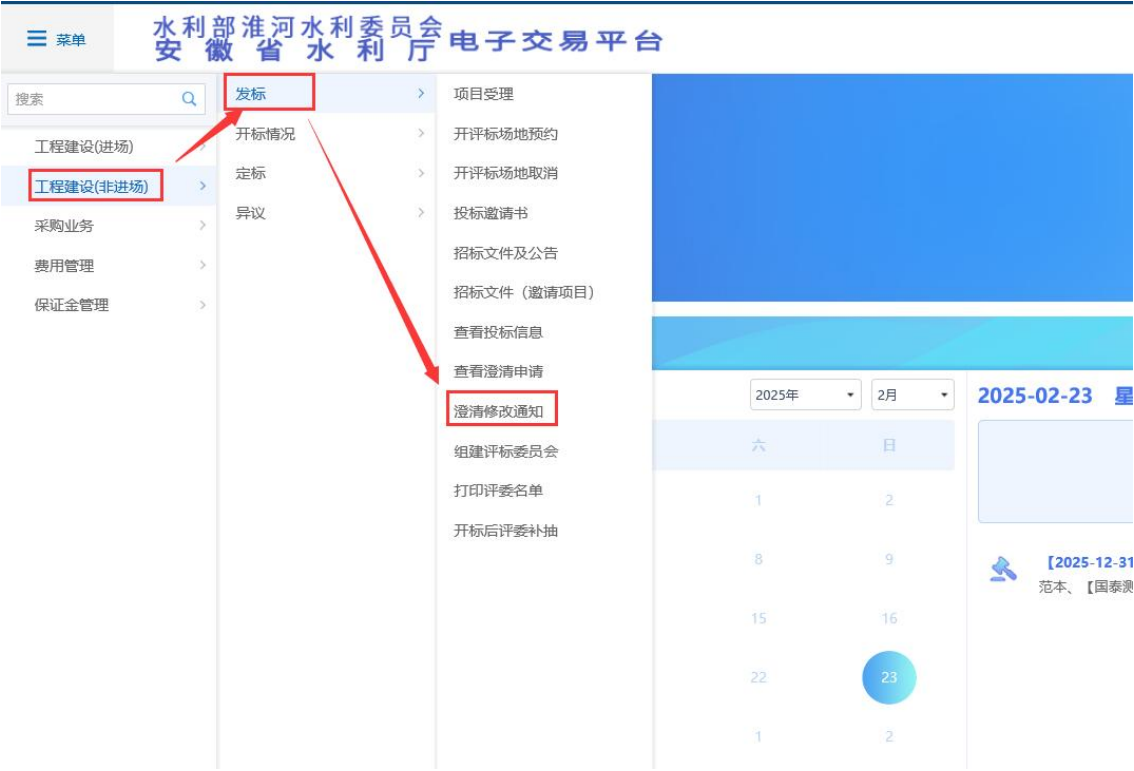 菜单
水利部淮河水利委员会
安徽省水利厅
电子交易平台
搜索
工程建设(进场)
工程建设(非进场)
采购业务
费用管理
保证金管理
发标
开标情况
定标
异议
项目受理
开评标场地预约
开评标场地取消
投标邀请书
招标文件及公告
招标文件（邀请项目）
查看投标信息
查看澄清申请
澄清修改通知
组建评标委员会
打印评委名单
开标后评委补抽
2025年 2月
六 日
1 2
8 9
15 16
22 23
1 2
2025-02-23 星
【2025-12-31
范本、【国泰测